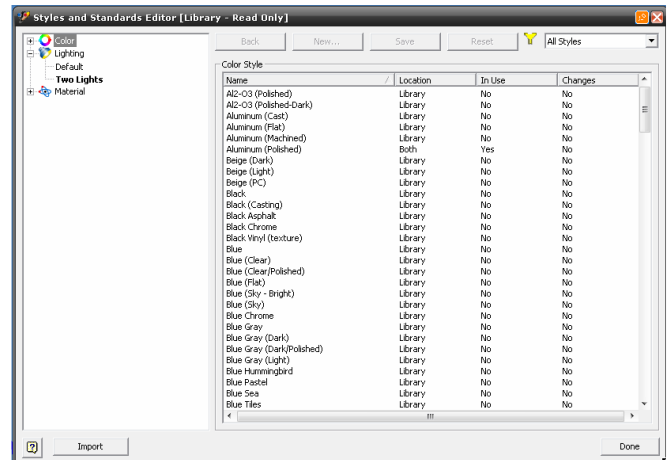 Styles and Standards Editor [Library - Read Only]
Color
Lighting
Default
Two Lights
Material
Back New... Save Reset All Styles
Color Style
Name Location In Use Changes
Al2-O3 (Polished) Library No No
Al2-O3 (Polished-Dark) Library No No
Aluminum (Cast) Library No No
Aluminum (Flat) Library No No
Aluminum (Machined) Library No No
Aluminum (Polished) Both Yes No
Beige (Dark) Library No No
Beige (Light) Library No No
Beige (PC) Library No No
Black Library No No
Black (Casting) Library No No
Black Asphalt Library No No
Black Chrome Library No No
Black Vinyl (texture) Library No No
Blue Library No No
Blue (Clear) Library No No
Blue (Clear/Polished) Library No No
Blue (Flat) Library No No
Blue (Sky - Bright) Library No No
Blue (Sky) Library No No
Blue Chrome Library No No
Blue Gray Library No No
Blue Gray (Dark) Library No No
Blue Gray (Dark/Polished) Library No No
Blue Gray (Light) Library No No
Blue Hummingbird Library No No
Blue Pastel Library No No
Blue Sea Library No No
Blue Tiles Library No No
Import Done